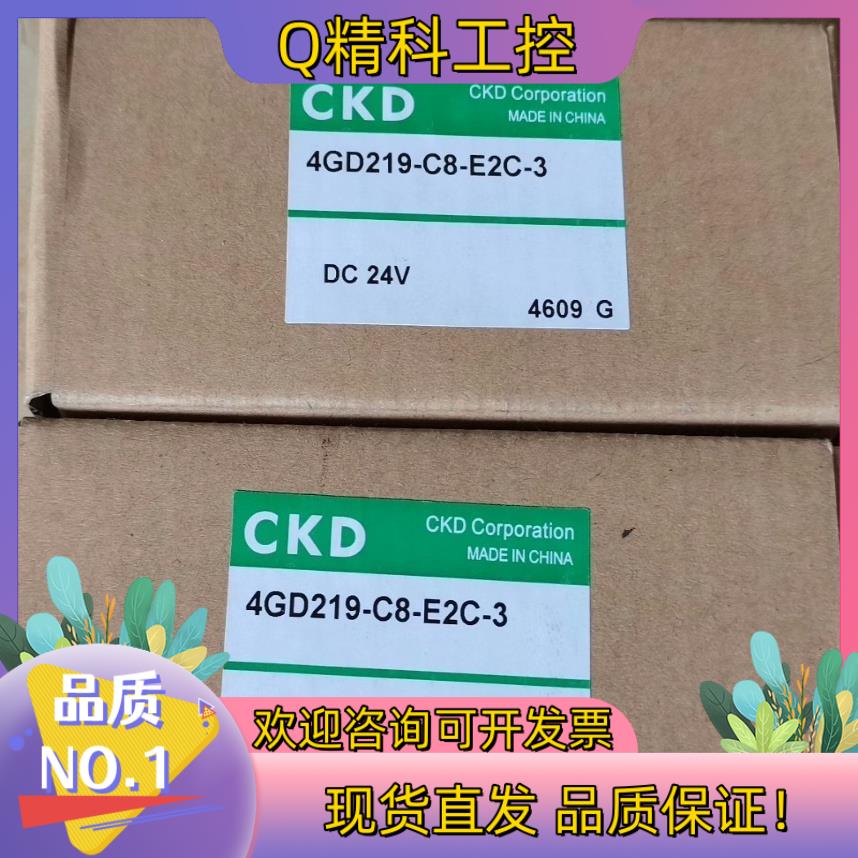 Q精科工控
CKD
CKD Corporation
MADE IN CHINA
4GD219-C8-E2C-3
DC 24V
4609 G
CKD
CKD Corporation
MADE IN CHINA
4GD219-C8-E2C-3
品质
NO.1
欢迎咨询可开发票
现货直发 品质保证!